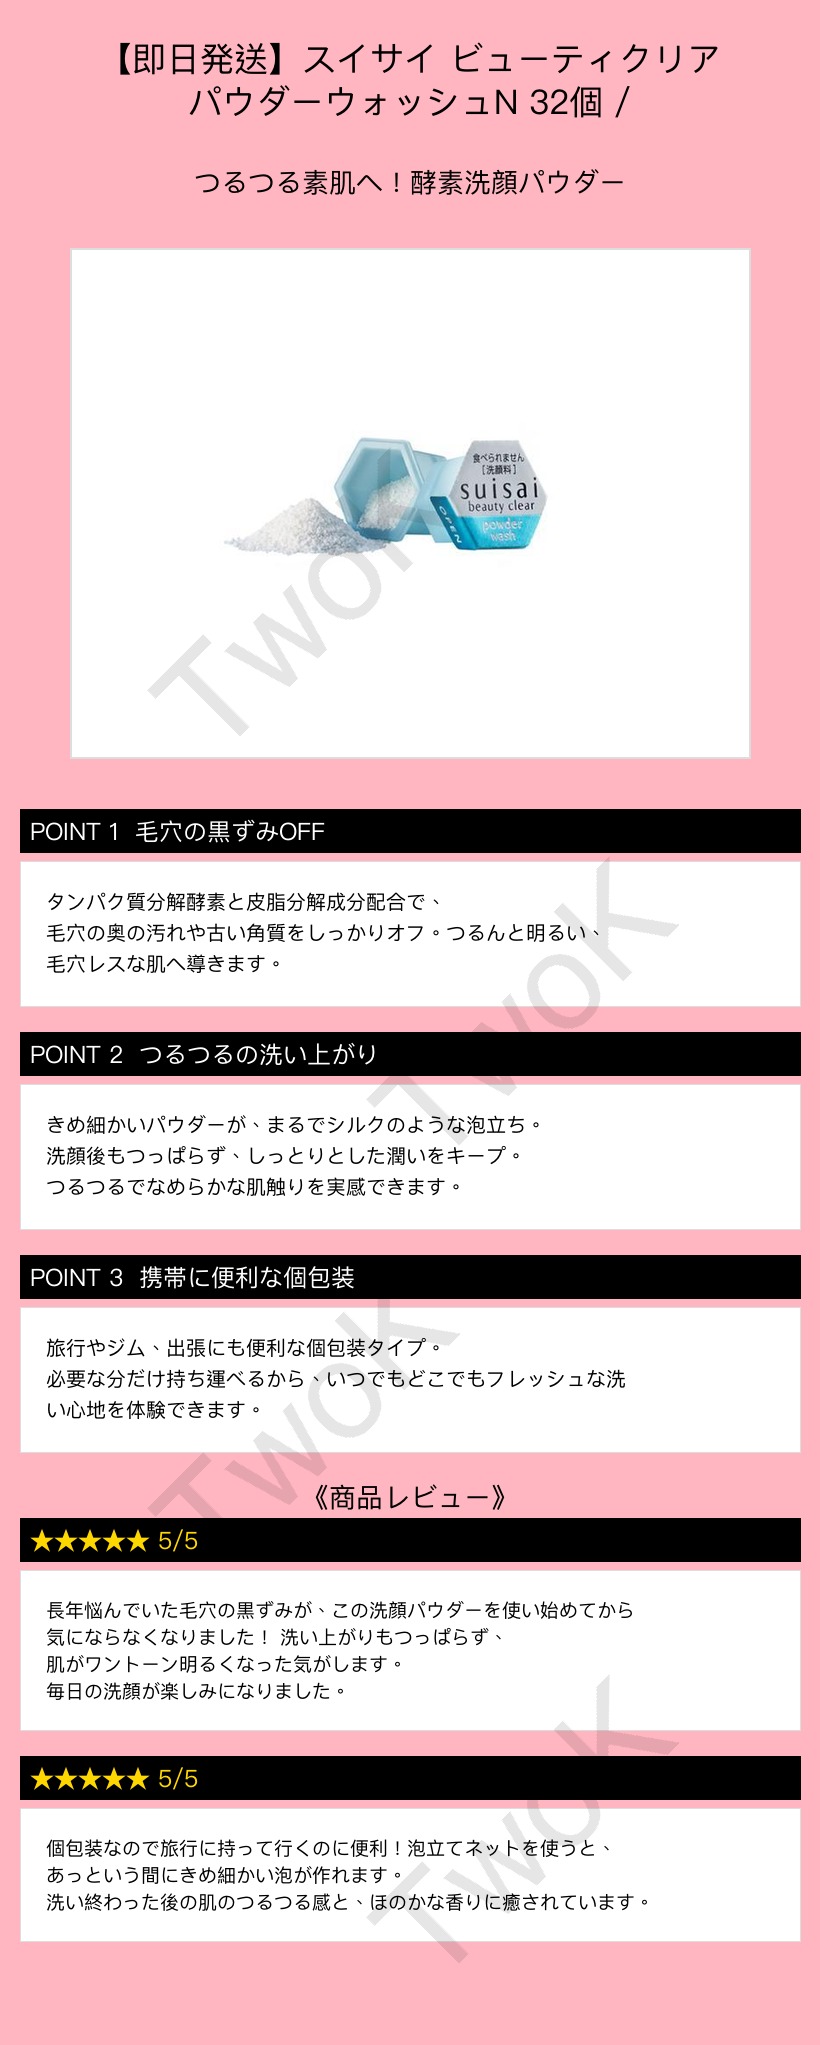 【即日発送】スイサイ ビューティクリア
パウダーウォッシュN 32個 /
つるつる素肌へ！酵素洗顔パウダー
食べられません
［洗顔料］
suisai
beauty clear
powder
wash
OPEN
TwoK
POINT 1 毛穴の黒ずみOFF
タンパク質分解酵素と皮脂分解成分配合で、
毛穴の奥の汚れや古い角質をしっかりオフ。つるんと明るい、
毛穴レスな肌へ導きます。
TwoK
POINT 2 つるつるの洗い上がり
きめ細かいパウダーが、まるでシルクのような泡立ち。
洗顔後もつっぱらず、しっとりとした潤いをキープ。
つるつるでなめらかな肌触りを実感できます。
POINT 3 携帯に便利な個包装
旅行やジム、出張にも便利な個包装タイプ。
必要な分だけ持ち運べるから、いつでもどこでもフレッシュな洗
い心地を体験できます。
TwoK
《商品レビュー》
★★★★★ 5/5
長年悩んでいた毛穴の黒ずみが、この洗顔パウダーを使い始めてから
気にならなくなりました！ 洗い上がりもつっぱらず、
肌がワントーン明るくなった気がします。
毎日の洗顔が楽しみになりました。
★★★★★ 5/5
個包装なので旅行に持って行くのに便利！泡立てネットを使うと、
あっという間にきめ細かい泡が作れます。
洗い終わった後の肌のつるつる感と、ほのかな香りに癒されています。
TwoK